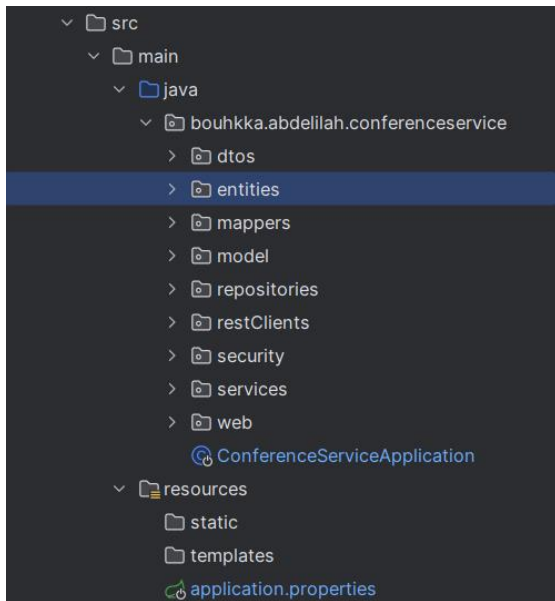 src
main
java
bouhkka.abdelilah.conferenceservice
dtos
entities
mappers
model
repositories
restClients
security
services
web
ConferenceServiceApplication
resources
static
templates
application.properties